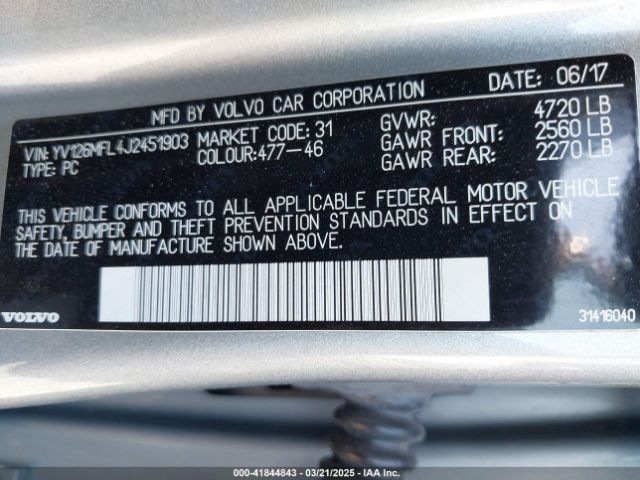 MFD BY VOLVO CAR CORPORATION DATE: 06/17
VIN: YV126MFL4J2451903 MARKET CODE: 31 GVWR: 4720 LB
TYPE: PC COLOUR: 477-46 GAWR FRONT: 2560 LB
GAWR REAR: 2270 LB
THIS VEHICLE CONFORMS TO ALL APPLICABLE FEDERAL MOTOR VEHICLE
SAFETY, BUMPER AND THEFT PREVENTION STANDARDS IN EFFECT ON
THE DATE OF MANUFACTURE SHOWN ABOVE.
VOLVO 31416040
000-41844843 - 03/21/2025 - IAA Inc.